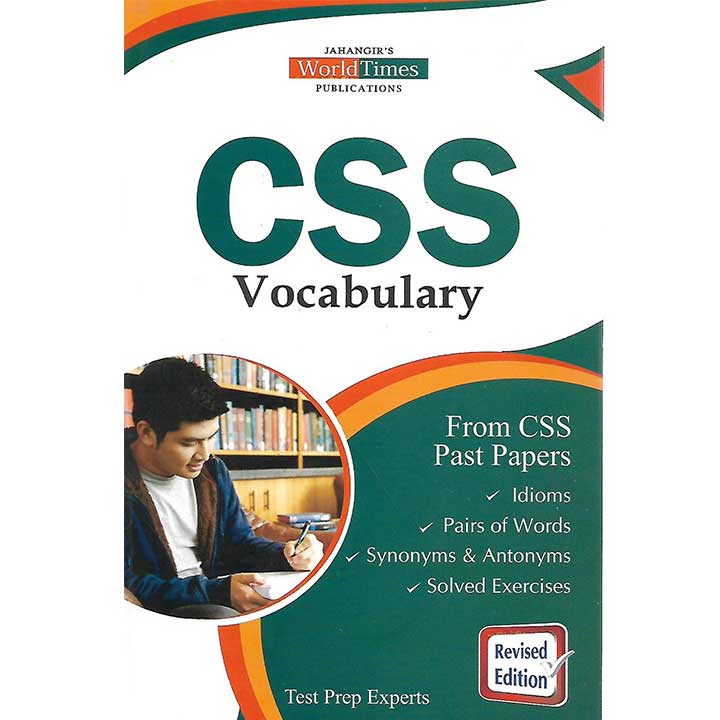 JAHANGIR'S
WorldTimes
PUBLICATIONS
CSS
Vocabulary
From CSS
Past Papers
✓ Idioms
✓ Pairs of Words
✓ Synonyms & Antonyms
✓ Solved Exercises
Revised
Edition
Test Prep Experts